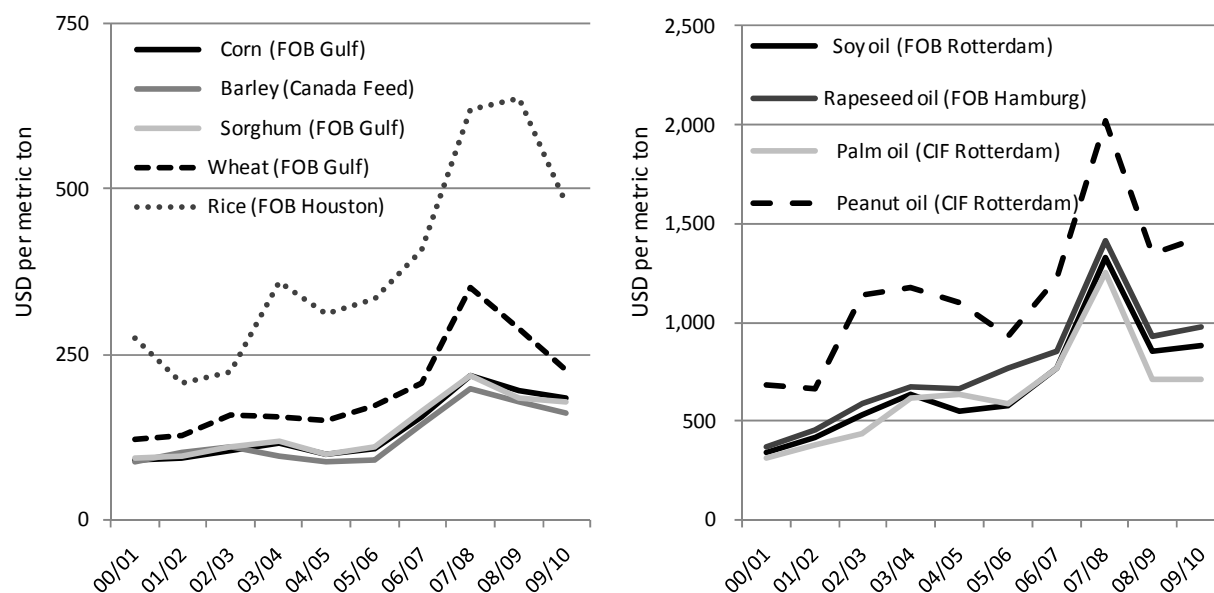 750
500
250
0
USD per metric ton
Corn (FOB Gulf)
Barley (Canada Feed)
Sorghum (FOB Gulf)
Wheat (FOB Gulf)
Rice (FOB Houston)
00/01
01/02
02/03
03/04
04/05
05/06
06/07
07/08
08/09
09/10
2,500
2,000
1,500
1,000
500
0
USD per metric ton
Soy oil (FOB Rotterdam)
Rapeseed oil (FOB Hamburg)
Palm oil (CIF Rotterdam)
Peanut oil (CIF Rotterdam)
00/01
01/02
02/03
03/04
04/05
05/06
06/07
07/08
08/09
09/10